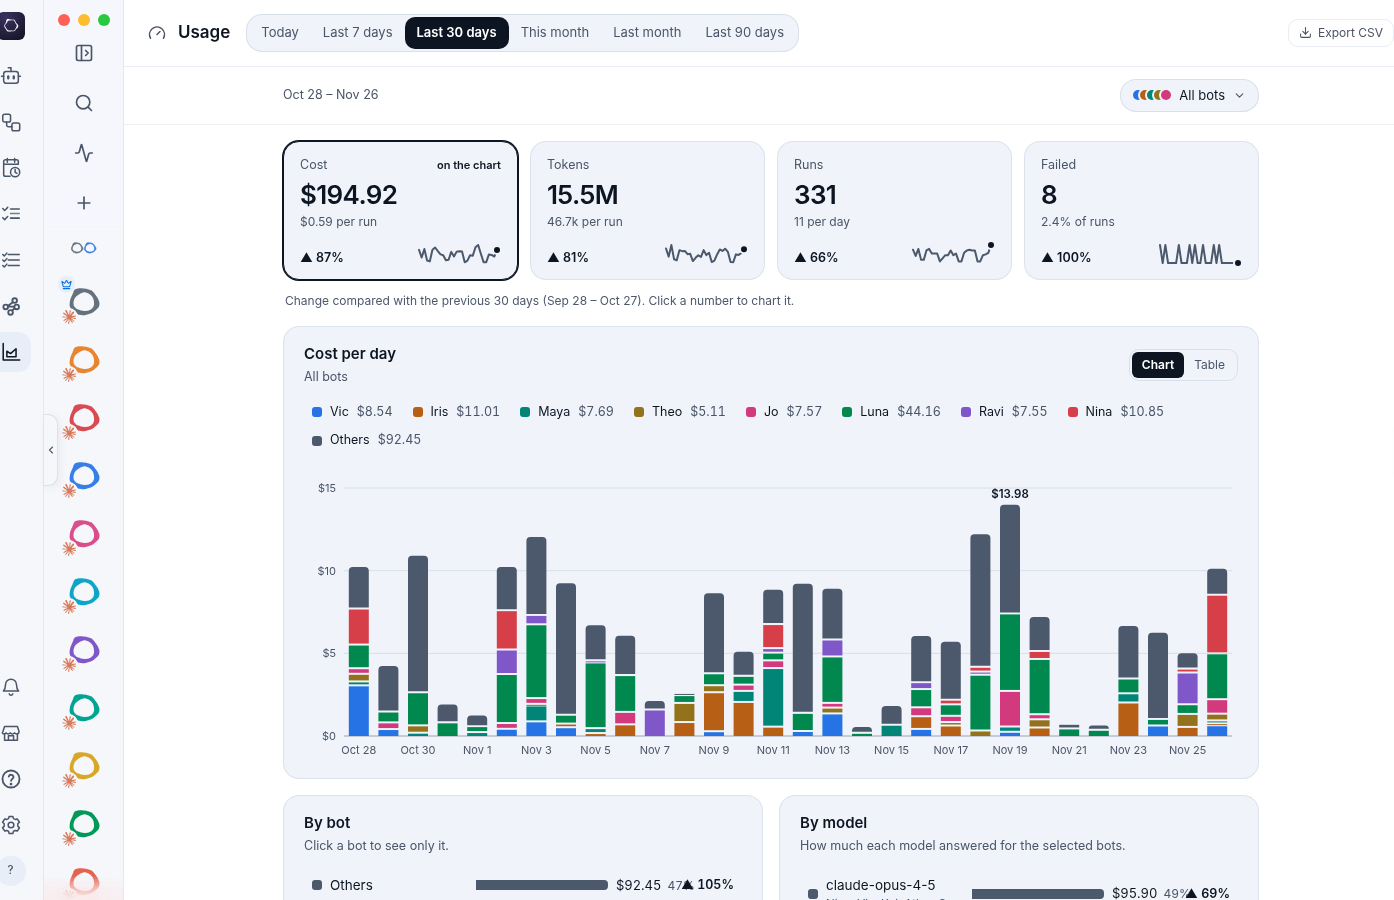 Usage
Today Last 7 days Last 30 days This month Last month Last 90 days
Export CSV
Oct 28 – Nov 26
All bots
Cost on the chart
$194.92
$0.59 per run
▲ 87%
Tokens
15.5M
46.7k per run
▲ 81%
Runs
331
11 per day
▲ 66%
Failed
8
2.4% of runs
▲ 100%
Change compared with the previous 30 days (Sep 28 – Oct 27). Click a number to chart it.
Cost per day
All bots
Chart Table
Vic $8.54 Iris $11.01 Maya $7.69 Theo $5.11 Jo $7.57 Luna $44.16 Ravi $7.55 Nina $10.85
Others $92.45
$15
$13.98
$10
$5
$0
Oct 28 Oct 30 Nov 1 Nov 3 Nov 5 Nov 7 Nov 9 Nov 11 Nov 13 Nov 15 Nov 17 Nov 19 Nov 21 Nov 23 Nov 25
By bot
Click a bot to see only it.
Others $92.45 47% ▲ 105%
By model
How much each model answered for the selected bots.
claude-opus-4-5 $95.90 49% ▲ 69%
?